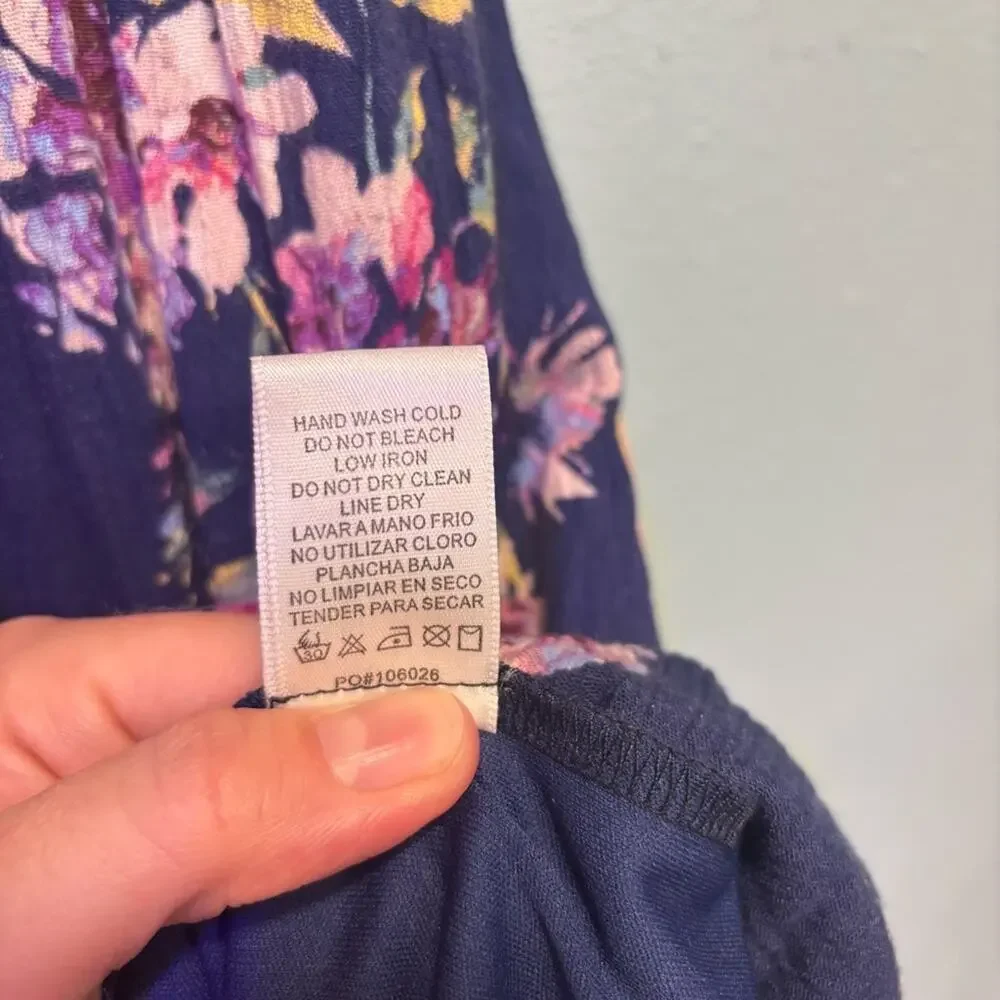 HAND WASH COLD
DO NOT BLEACH
LOW IRON
DO NOT DRY CLEAN
LINE DRY
LAVAR A MANO FRIO
NO UTILIZAR CLORO
PLANCHA BAJA
NO LIMPIAR EN SECO
TENDER PARA SECAR
30
PO#106026